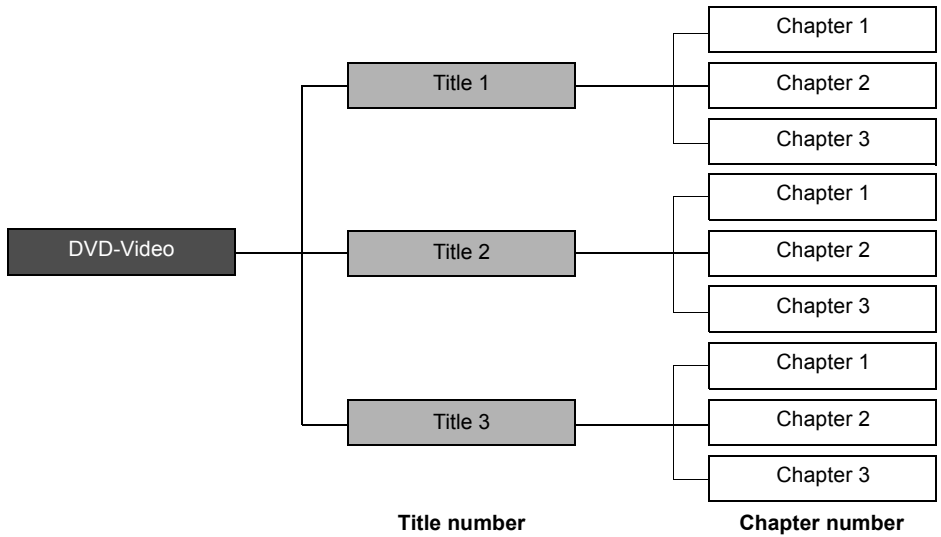 Chapter 1
Title 1
Chapter 2
Chapter 3
Chapter 1
DVD-Video
Title 2
Chapter 2
Chapter 3
Chapter 1
Title 3
Chapter 2
Chapter 3
Title number
Chapter number